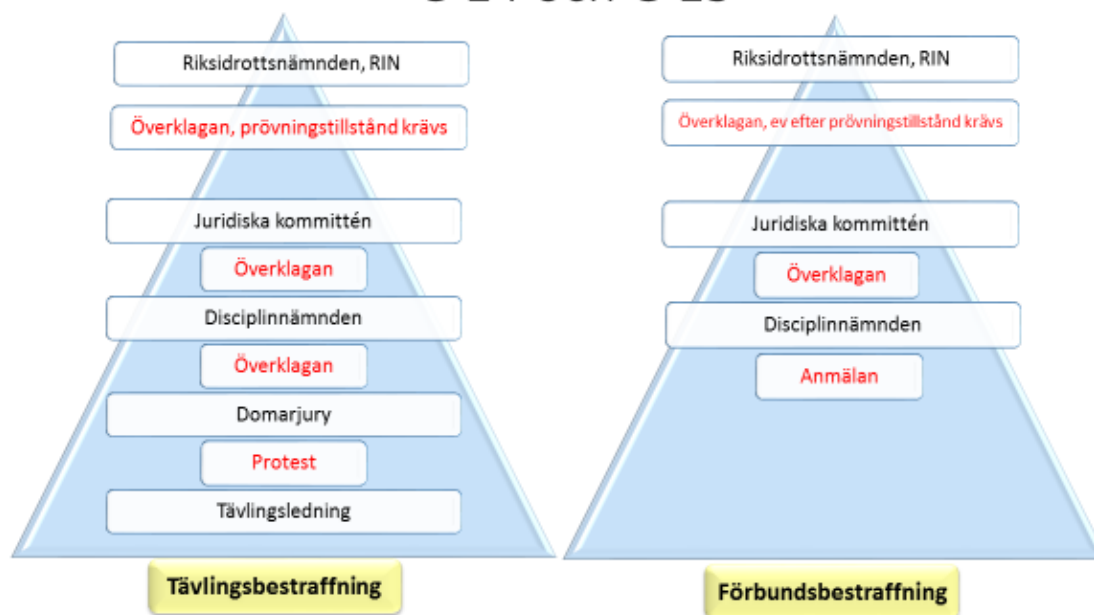 Riksidrottsnämnden, RIN
Överklagan, prövningstillstånd krävs
Juridiska kommittén
Överklagan
Disciplinnämnden
Överklagan
Domarjury
Protest
Tävlingsledning
Tävlingsbestraffning
Riksidrottsnämnden, RIN
Överklagan, ev efter prövningstillstånd krävs
Juridiska kommittén
Överklagan
Disciplinnämnden
Anmälan
Förbundsbestraffning